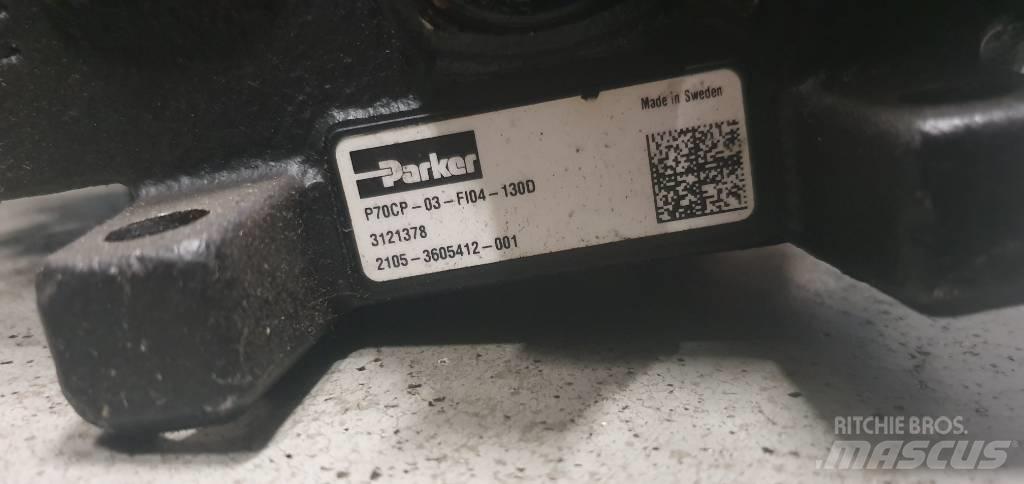 Made in Sweden
Parker
P70CP-03-FI04-130D
3121378
2105-3605412-001
RITCHIE BROS.
MASCUS